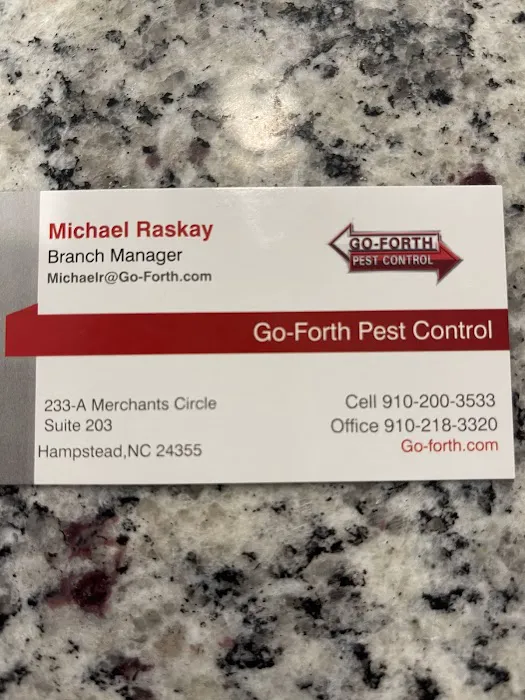 Michael Raskay
Branch Manager
Michaelr@Go-Forth.com
GO-FORTH
PEST CONTROL
Go-Forth Pest Control
233-A Merchants Circle
Suite 203
Hampstead,NC 24355
Cell 910-200-3533
Office 910-218-3320
Go-forth.com